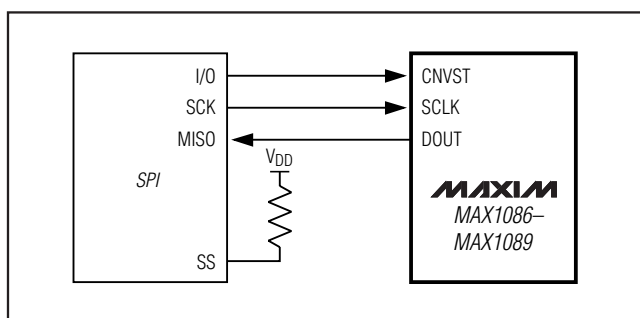 I/O
SCK
MISO
SPI
VDD
SS
CNVST
SCLK
DOUT
MAXIM
MAX1086–
MAX1089